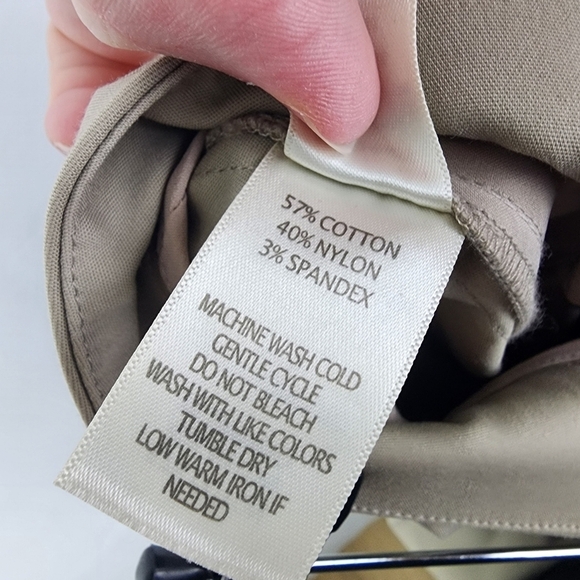 57% COTTON
40% NYLON
3% SPANDEX
MACHINE WASH COLD
GENTLE CYCLE
DO NOT BLEACH
WASH WITH LIKE COLORS
TUMBLE DRY
LOW WARM IRON IF
NEEDED